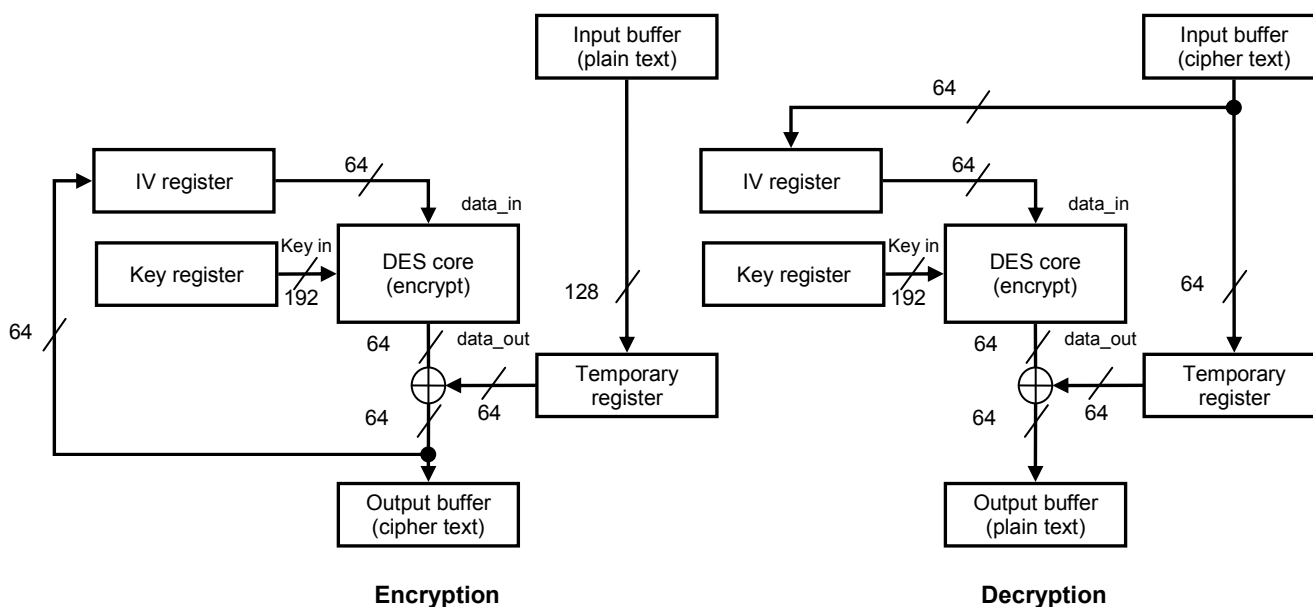 Input buffer
(plain text)
64
IV register
data_in
Key in
Key register
192
DES core
(encrypt)
128
64
64
data_out
Temporary
register
64
64
Output buffer
(cipher text)
Encryption
Input buffer
(cipher text)
64
64
IV register
data_in
Key in
Key register
192
DES core
(encrypt)
64
64
data_out
Temporary
register
64
64
Output buffer
(plain text)
Decryption